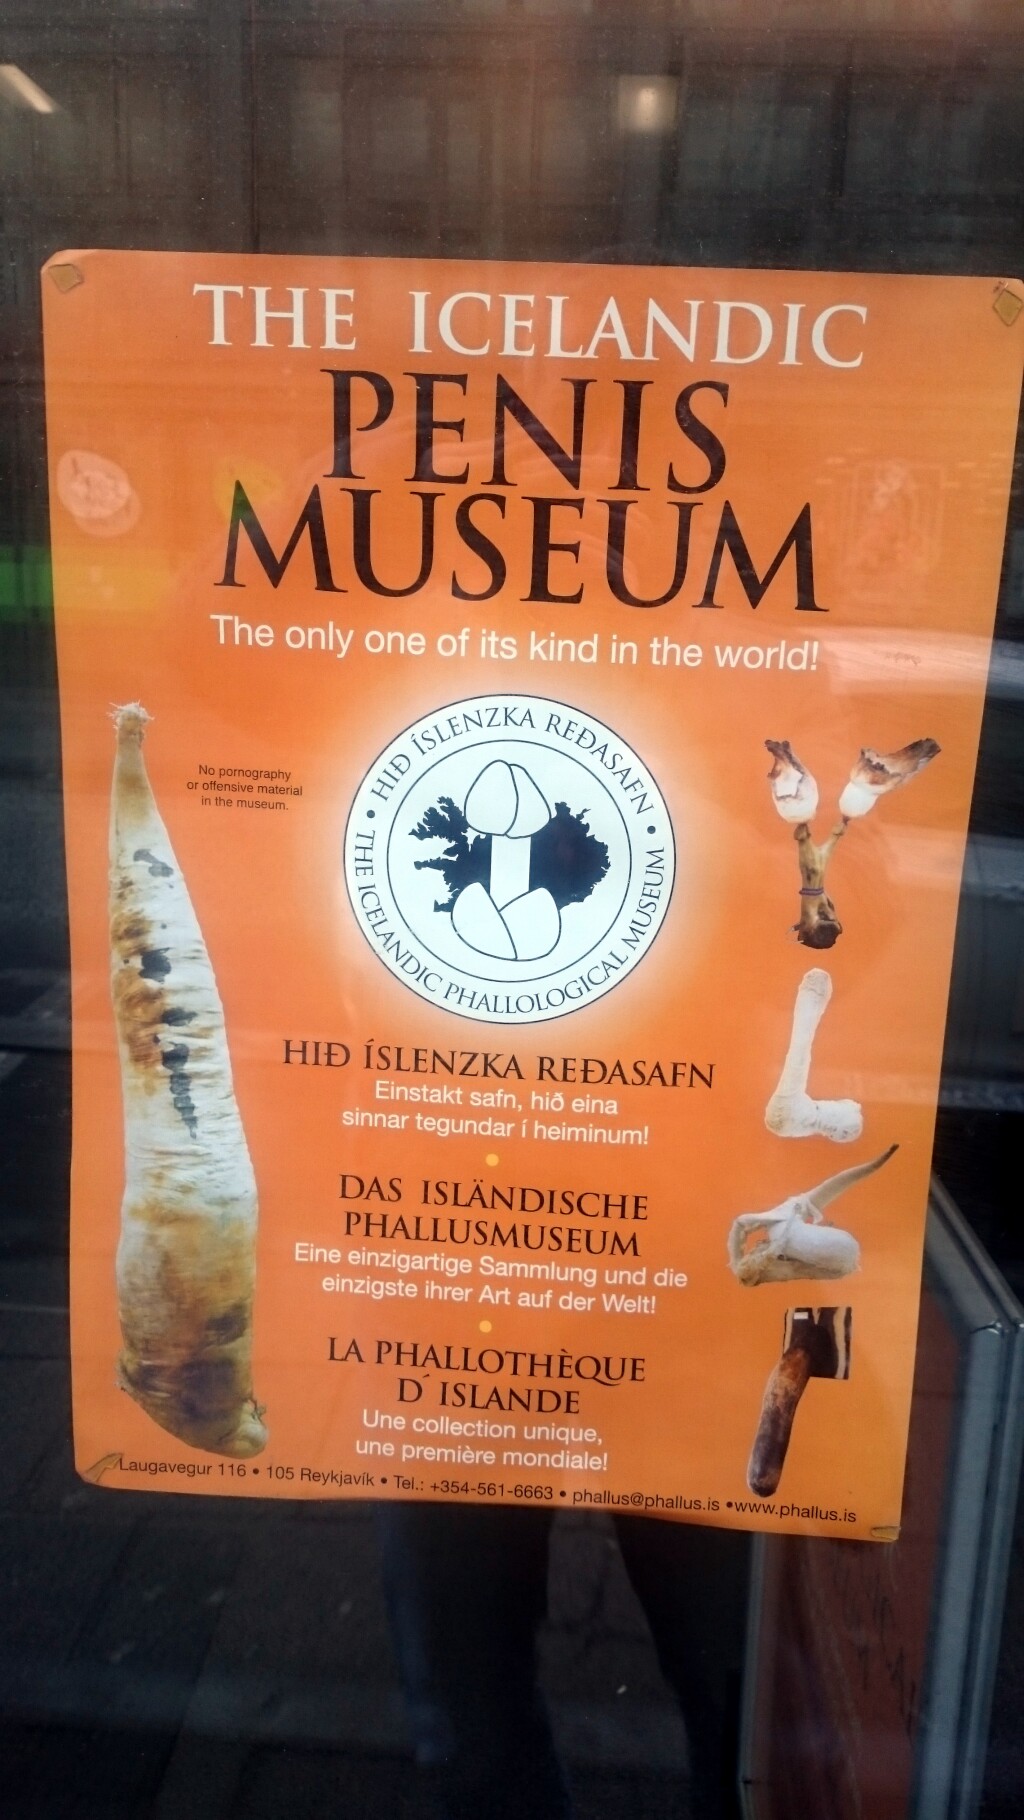 THE ICELANDIC
PENIS
MUSEUM
The only one of its kind in the world!
No pornography
or offensive material
in the museum.
• HIÐ ÍSLENZKA REÐASAFN •
THE ICELANDIC PHALLOLOGICAL MUSEUM
HIÐ ÍSLENZKA REÐASAFN
Einstakt safn, hið eina
sinnar tegundar í heiminum!
DAS ISLÄNDISCHE
PHALLUSMUSEUM
Eine einzigartige Sammlung und die
einzigste ihrer Art auf der Welt!
LA PHALLOTHÈQUE
D´ISLANDE
Une collection unique,
une première mondiale!
Laugavegur 116 • 105 Reykjavík • Tel.: +354-561-6663 • phallus@phallus.is •www.phallus.is